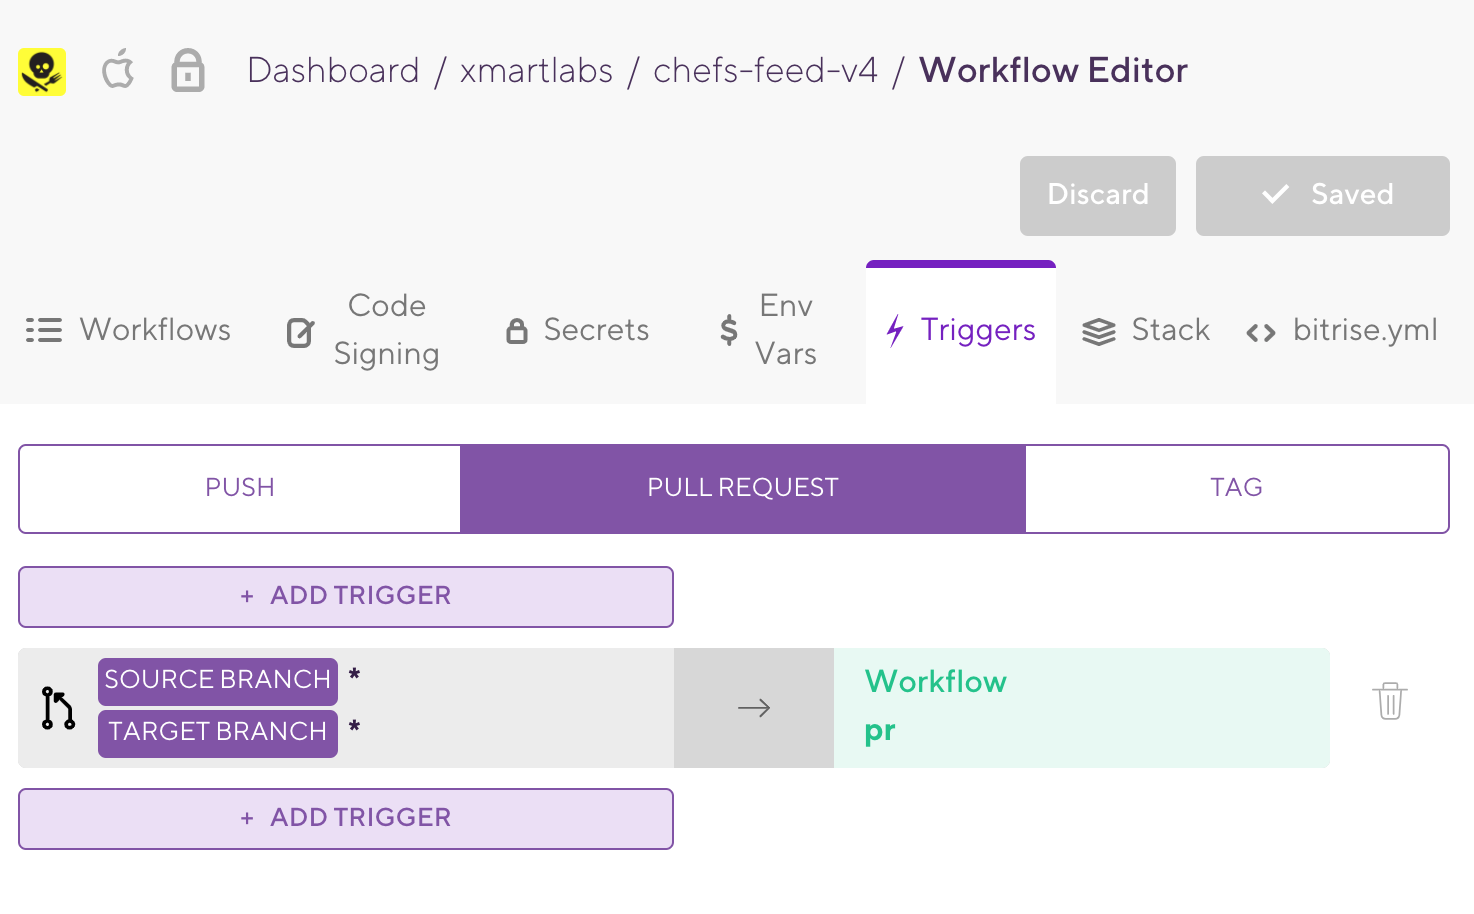 Dashboard / xmartlabs / chefs-feed-v4 / Workflow Editor
Discard
Saved
Workflows
Code
Signing
Secrets
$ Env
Vars
Triggers
Stack
<> bitrise.yml
PUSH
PULL REQUEST
TAG
+ ADD TRIGGER
SOURCE BRANCH *
TARGET BRANCH *
→
Workflow
pr
+ ADD TRIGGER